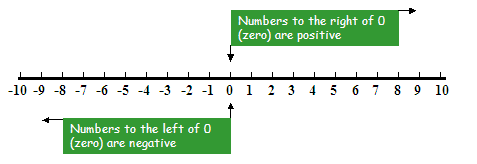 Numbers to the right of 0
(zero) are positive
-10 -9 -8 -7 -6 -5 -4 -3 -2 -1 0 1 2 3 4 5 6 7 8 9 10
Numbers to the left of 0
(zero) are negative